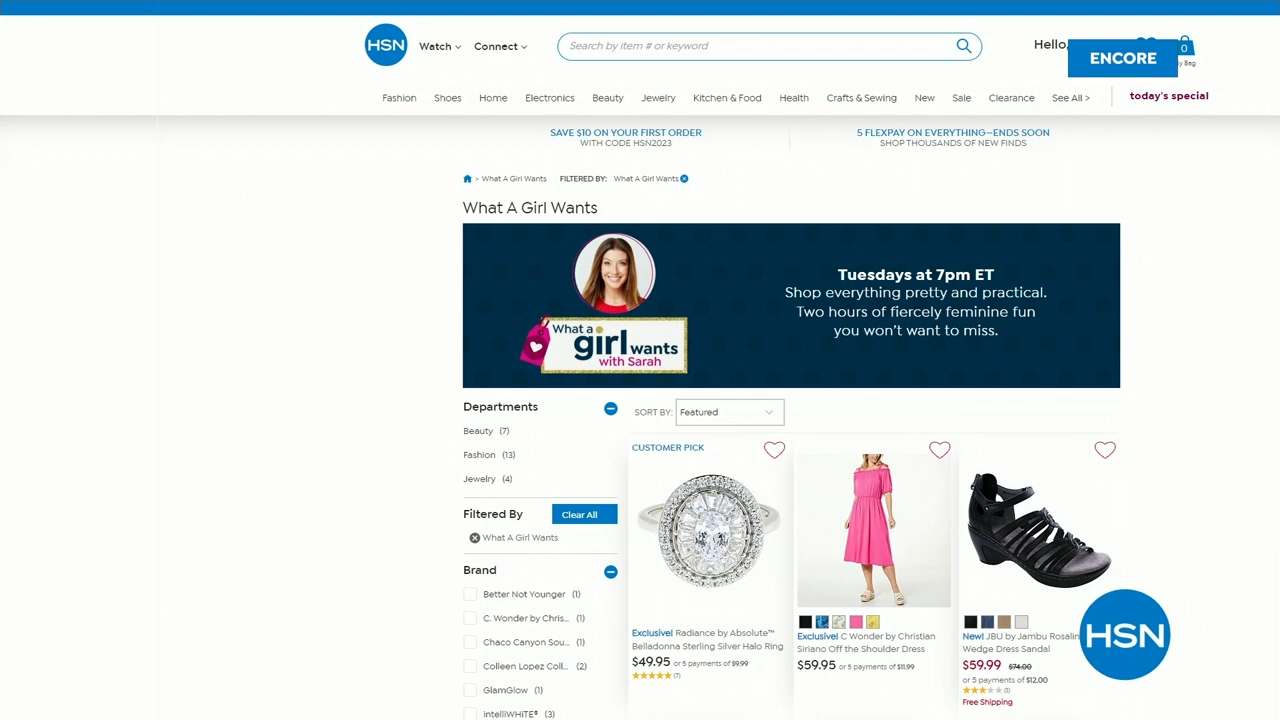 HSN
Watch
Connect
Search by item # or keyword
Hello,
ENCORE
0
Bag
Fashion
Shoes
Home
Electronics
Beauty
Jewelry
Kitchen & Food
Health
Crafts & Sewing
New
Sale
Clearance
See All >
today's special
SAVE $10 ON YOUR FIRST ORDER
WITH CODE HSN2023
5 FLEXPAY ON EVERYTHING—ENDS SOON
SHOP THOUSANDS OF NEW FINDS
> What A Girl Wants
FILTERED BY: What A Girl Wants
What A Girl Wants
What a
girl wants
with Sarah
Tuesdays at 7pm ET
Shop everything pretty and practical.
Two hours of fiercely feminine fun
you won't want to miss.
Departments
Beauty (7)
Fashion (13)
Jewelry (4)
Filtered By
Clear All
What A Girl Wants
Brand
Better Not Younger (1)
C. Wonder by Chris... (1)
Chaco Canyon Sou... (1)
Colleen Lopez Coll... (2)
GlamGlow (1)
intelliWHiTE® (3)
SORT BY: Featured
CUSTOMER PICK
Exclusive! Radiance by Absolute™
Belladonna Sterling Silver Halo Ring
$49.95 or 5 payments of $9.99
(7)
Exclusive! C Wonder by Christian
Siriano Off the Shoulder Dress
$59.95 or 5 payments of $11.99
New! JBU by Jambu Rosalin
Wedge Dress Sandal
$59.99 $74.00
or 5 payments of $12.00
Free Shipping
HSN